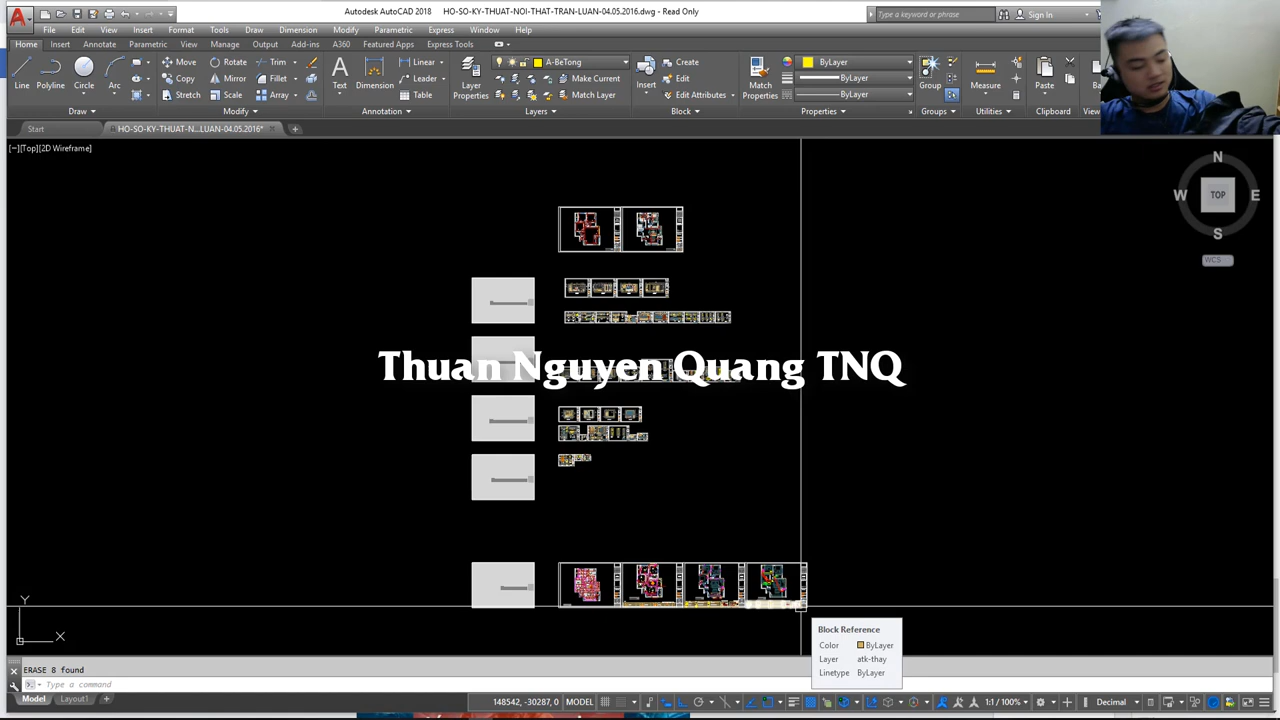 Autodesk AutoCAD 2018 HO-SO-KY-THUAT-NOI-THAT-TRAN-LUAN-04.05.2016.dwg - Read Only
Type a keyword or phrase
Sign In
File Edit View Insert Format Tools Draw Dimension Modify Parametric Express Window Help
Home Insert Annotate Parametric View Manage Output Add-ins A360 Featured Apps Express Tools
Line Polyline Circle Arc
Move Rotate Trim
Copy Mirror Fillet
Stretch Scale Array
Text Dimension
Linear
Leader
Table
Layer Properties
A-BeTong
Make Current
Match Layer
Insert
Create
Edit
Edit Attributes
Match Properties
ByLayer
ByLayer
ByLayer
Group
Measure
Paste
Ba
Draw Modify Annotation Layers Block Properties Groups Utilities Clipboard
Start HO-SO-KY-THUAT-N...LUAN-04.05.2016*
[−][Top][2D Wireframe]
N
W TOP E
S
WCS
Thuan Nguyen Quang TNQ
Y
X
Block Reference
Color ByLayer
Layer atk-thay
Linetype ByLayer
ERASE 8 found
Type a command
Model Layout1 +
148542, -30287, 0 MODEL 1:1 / 100% Decimal